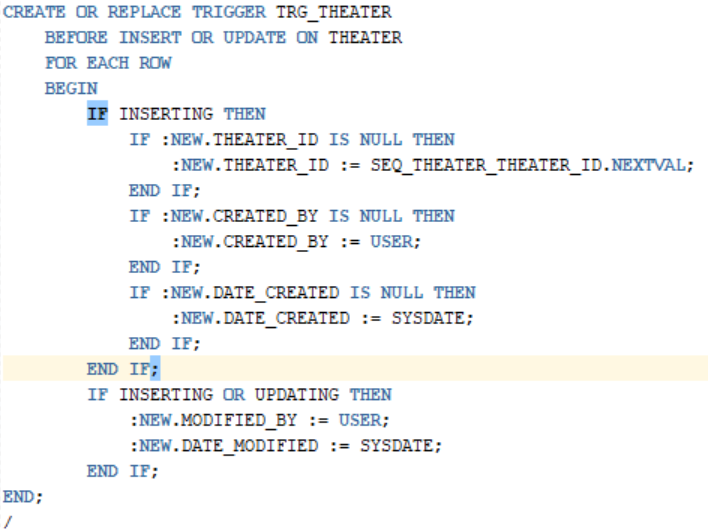 CREATE OR REPLACE TRIGGER TRG_THEATER
    BEFORE INSERT OR UPDATE ON THEATER
    FOR EACH ROW
    BEGIN
        IF INSERTING THEN
            IF :NEW.THEATER_ID IS NULL THEN
                :NEW.THEATER_ID := SEQ_THEATER_THEATER_ID.NEXTVAL;
            END IF;
            IF :NEW.CREATED_BY IS NULL THEN
                :NEW.CREATED_BY := USER;
            END IF;
            IF :NEW.DATE_CREATED IS NULL THEN
                :NEW.DATE_CREATED := SYSDATE;
            END IF;
        END IF;
        IF INSERTING OR UPDATING THEN
            :NEW.MODIFIED_BY := USER;
            :NEW.DATE_MODIFIED := SYSDATE;
        END IF;
END;
/